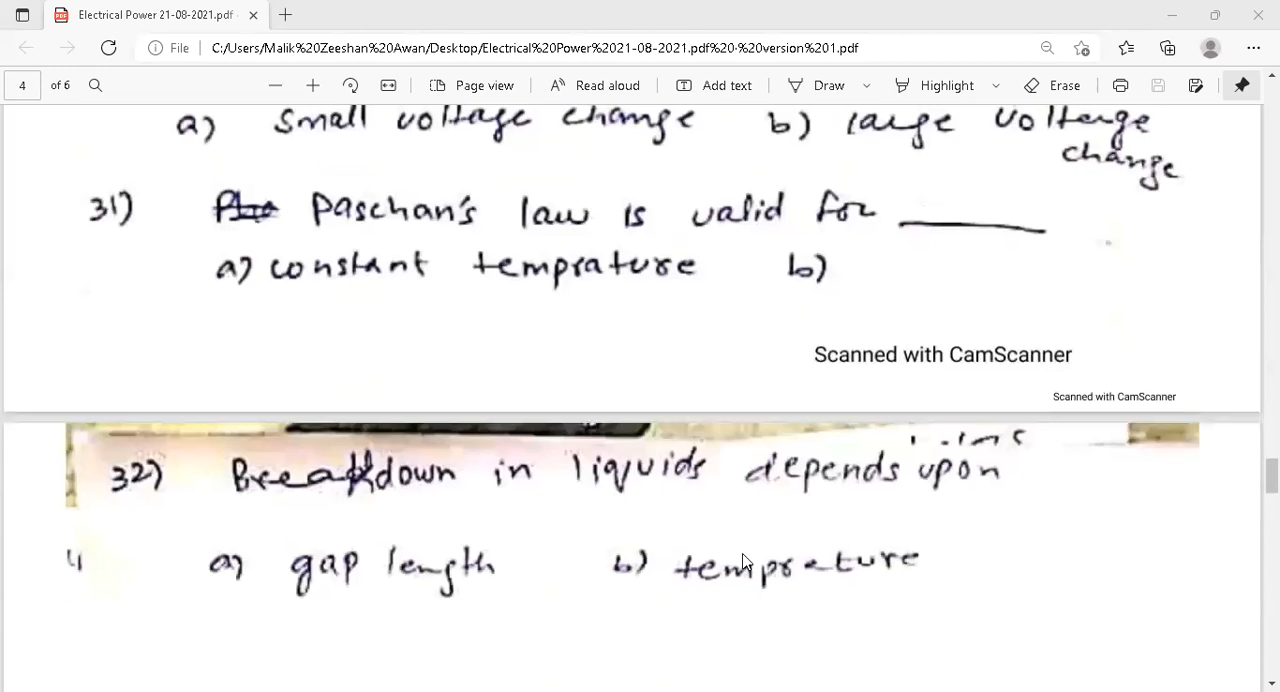 Electrical Power 21-08-2021.pdf
File C:/Users/Malik%20Zeeshan%20Awan/Desktop/Electrical%20Power%2021-08-2021.pdf%20-%20version%201.pdf
4 of 6 Page view Read aloud Add text Draw Highlight Erase
a) small voltage change b) large voltage
change
31) Paschan's law is valid for
a) constant temprature b)
Scanned with CamScanner
Scanned with CamScanner
32) Breakdown in liquids depends upon
a) gap length b) temprature